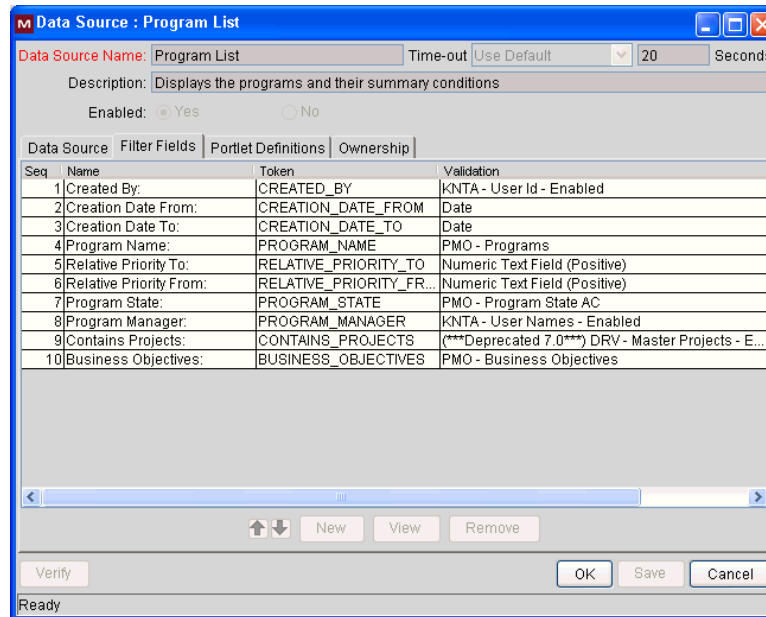 M Data Source : Program List
Data Source Name: Program List Time-out Use Default 20 Seconds
Description: Displays the programs and their summary conditions
Enabled: Yes No
Data Source Filter Fields Portlet Definitions Ownership
Seq Name Token Validation
1 Created By: CREATED_BY KNTA - User Id - Enabled
2 Creation Date From: CREATION_DATE_FROM Date
3 Creation Date To: CREATION_DATE_TO Date
4 Program Name: PROGRAM_NAME PMO - Programs
5 Relative Priority To: RELATIVE_PRIORITY_TO Numeric Text Field (Positive)
6 Relative Priority From: RELATIVE_PRIORITY_FR... Numeric Text Field (Positive)
7 Program State: PROGRAM_STATE PMO - Program State AC
8 Program Manager: PROGRAM_MANAGER KNTA - User Names - Enabled
9 Contains Projects: CONTAINS_PROJECTS (***Deprecated 7.0***) DRV - Master Projects - E...
10 Business Objectives: BUSINESS_OBJECTIVES PMO - Business Objectives
New View Remove
Verify OK Save Cancel
Ready